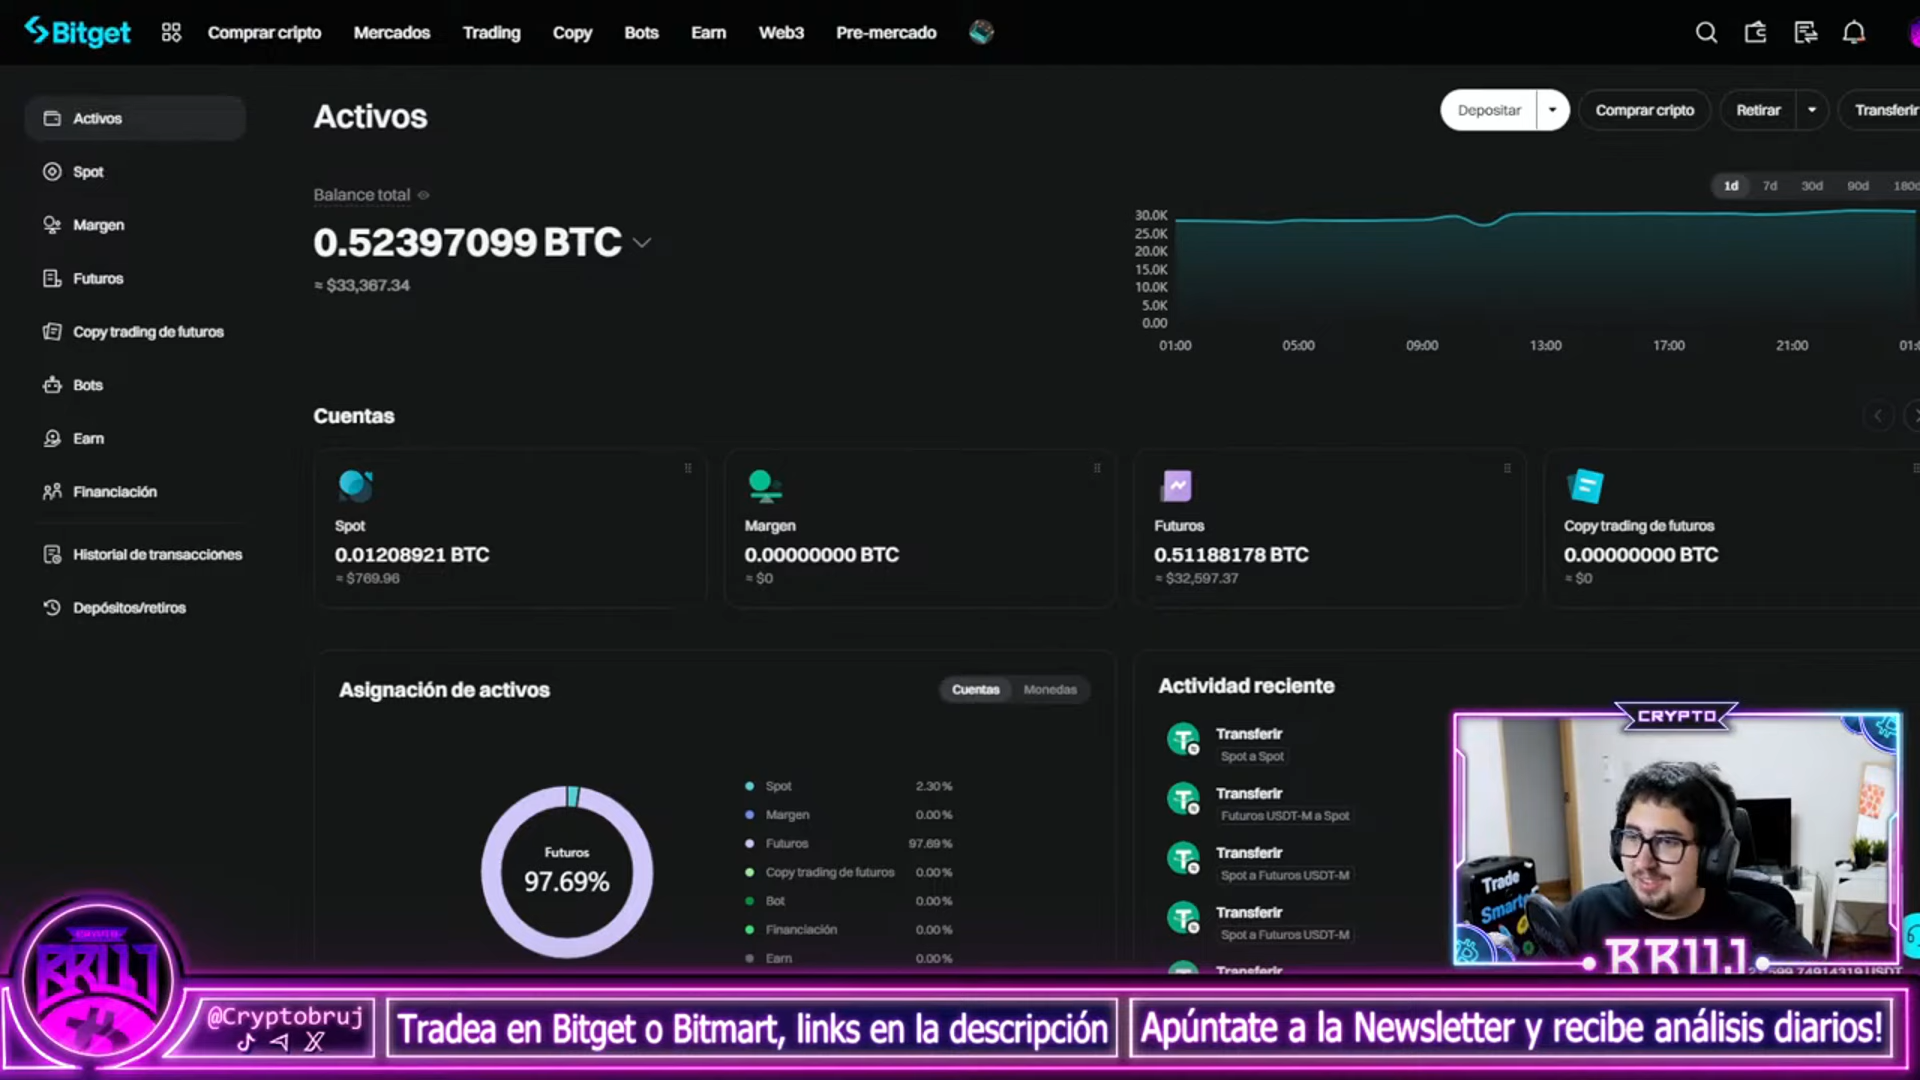 Bitget
Comprar cripto
Mercados
Trading
Copy
Bots
Earn
Web3
Pre-mercado
Activos
Spot
Margen
Futuros
Copy trading de futuros
Bots
Earn
Financiación
Historial de transacciones
Depósitos/retiros
Activos
Depositar
Comprar cripto
Retirar
Transferir
Balance total
0.52397099 BTC
≈ $33,367.34
1d 7d 30d 90d 180d
30.0K
25.0K
20.0K
15.0K
10.0K
5.0K
0.00
01:00 05:00 09:00 13:00 17:00 21:00
Cuentas
Spot
0.01208921 BTC
≈ $769.96
Margen
0.00000000 BTC
≈ $0
Futuros
0.51188178 BTC
≈ $32,597.37
Copy trading de futuros
0.00000000 BTC
≈ $0
Asignación de activos
Cuentas Monedas
Futuros
97.69%
Spot 2.30%
Margen 0.00%
Futuros 97.69%
Copy trading de futuros 0.00%
Bot 0.00%
Financiación 0.00%
Earn 0.00%
Actividad reciente
Transferir
Spot a Spot
Transferir
Futuros USDT-M a Spot
Transferir
Spot a Futuros USDT-M
Transferir
Spot a Futuros USDT-M
Transferir
CRYPTO
Trade
Smarter
BRUJ
BRUJ
@Cryptobruj
Tradea en Bitget o Bitmart, links en la descripción
Apúntate a la Newsletter y recibe análisis diarios!